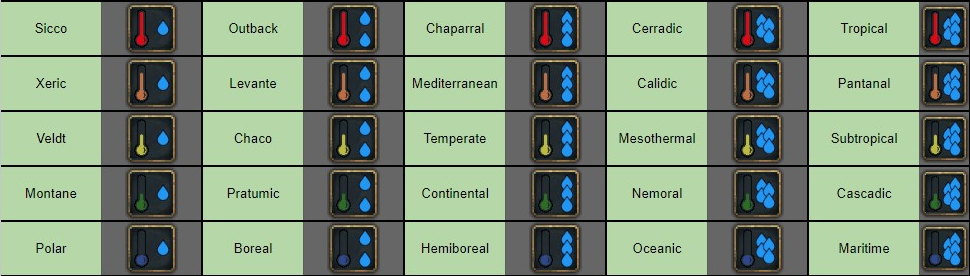 Sicco Outback Chaparral Cerradic Tropical
Xeric Levante Mediterranean Calidic Pantanal
Veldt Chaco Temperate Mesothermal Subtropical
Montane Pratumic Continental Nemoral Cascadic
Polar Boreal Hemiboreal Oceanic Maritime